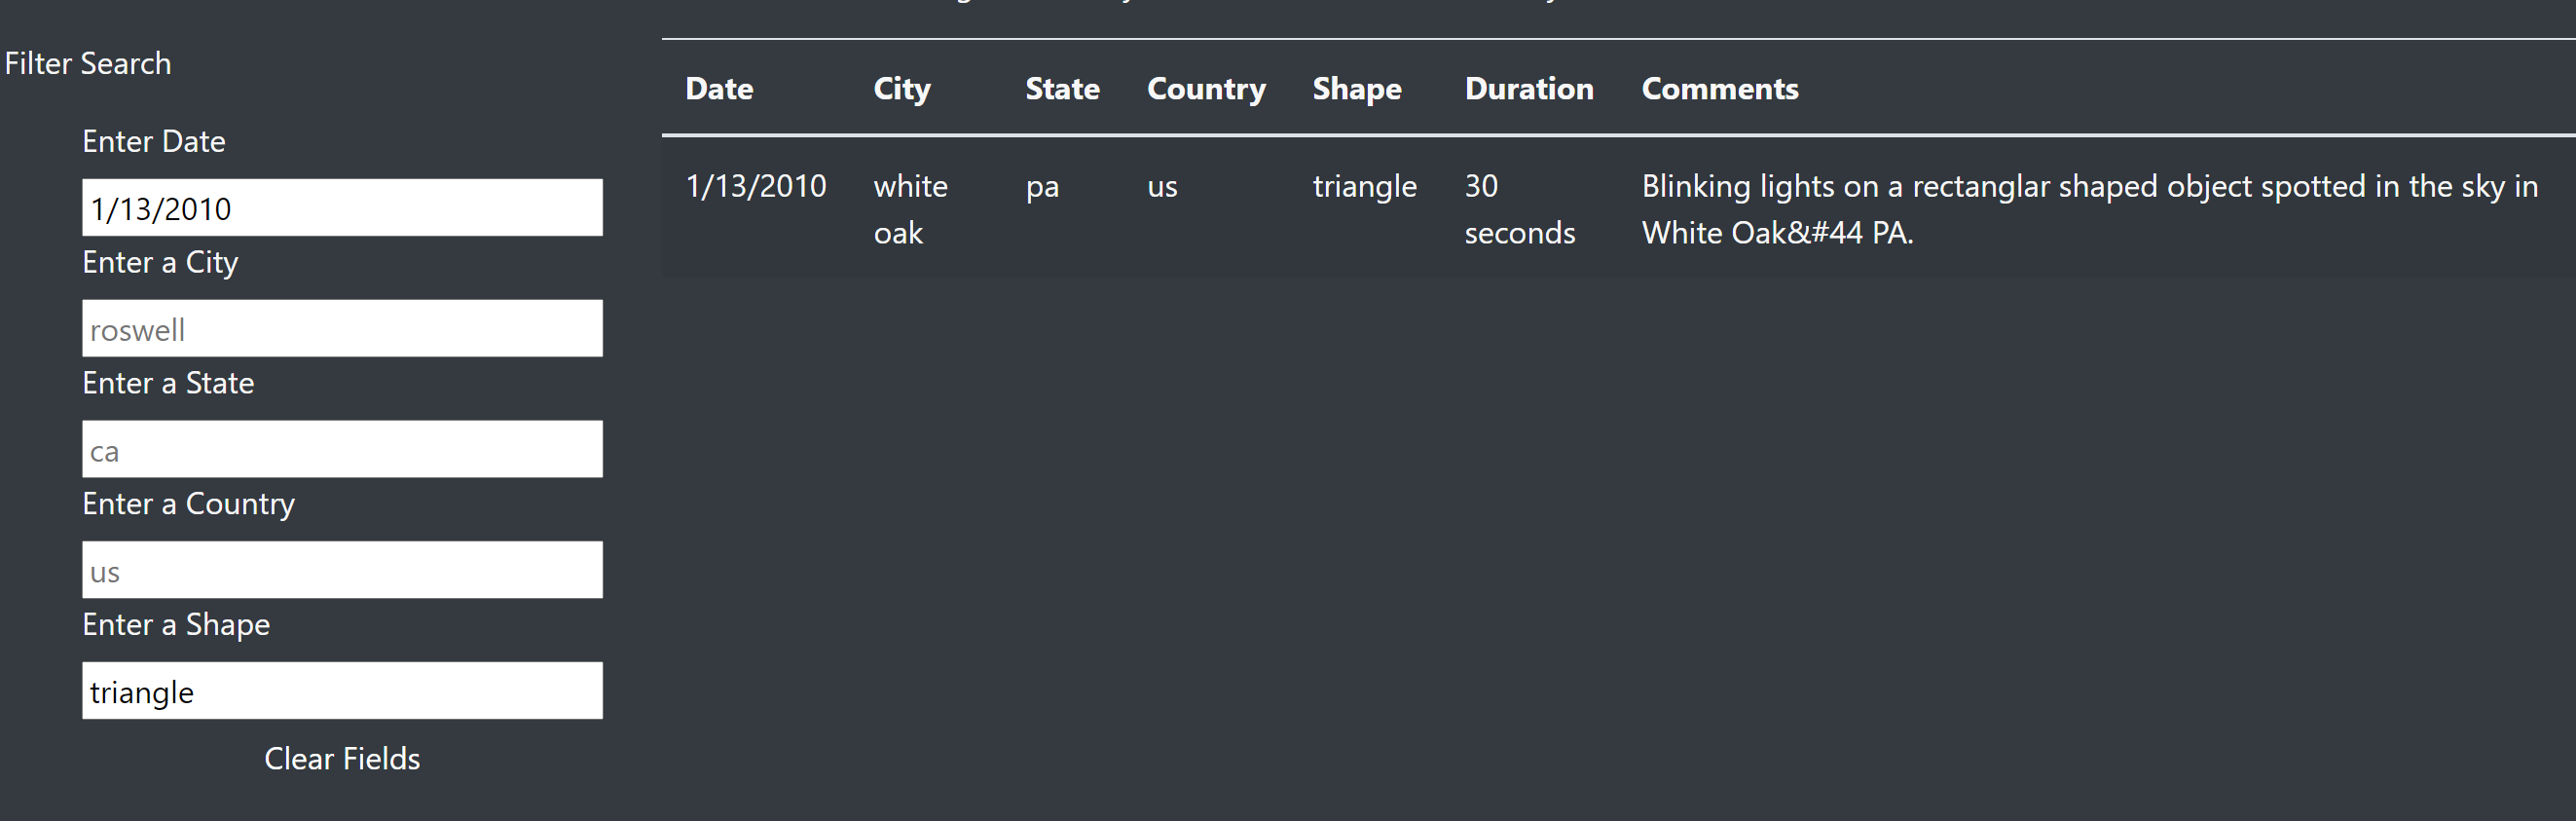 Filter Search
Enter Date
1/13/2010
Enter a City
roswell
Enter a State
ca
Enter a Country
us
Enter a Shape
triangle
Clear Fields
Date City State Country Shape Duration Comments
1/13/2010 white pa us triangle 30 Blinking lights on a rectanglar shaped object spotted in the sky in
oak seconds White Oak&#44 PA.